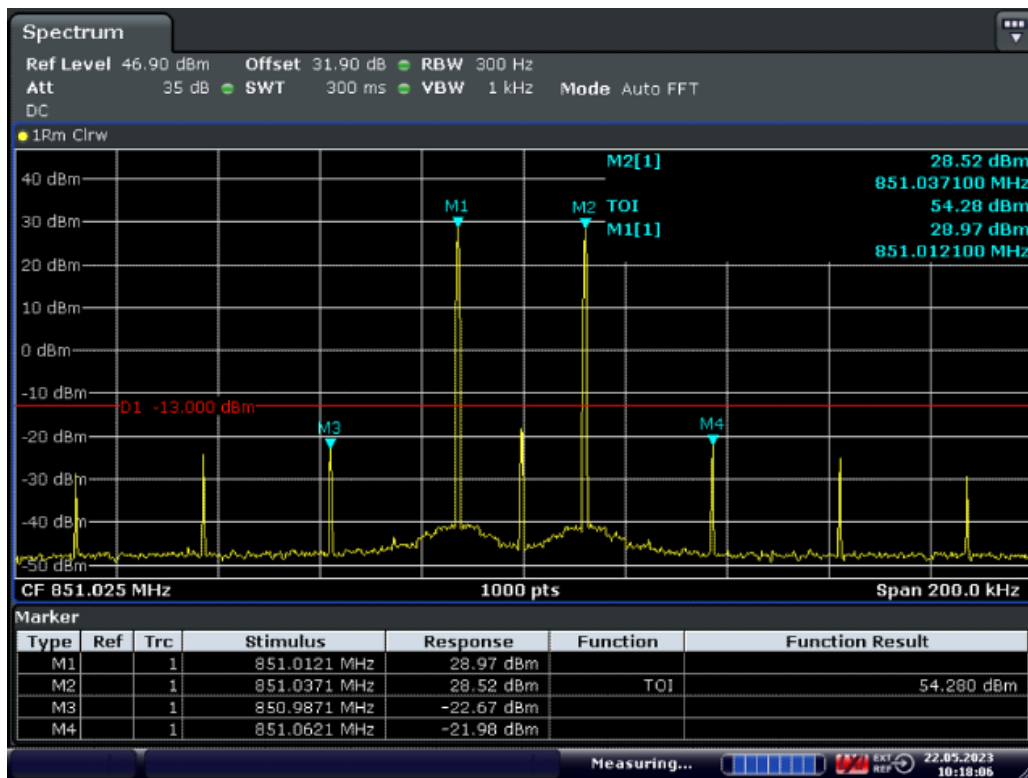 Spectrum
Ref Level 46.90 dBm Offset 31.90 dB RBW 300 Hz
Att 35 dB SWT 300 ms VBW 1 kHz Mode Auto FFT
DC
1Rm Clrw
M2[1] 28.52 dBm
851.037100 MHz
TOI 54.28 dBm
M1[1] 28.97 dBm
851.012100 MHz
40 dBm
M1
M2
30 dBm
20 dBm
10 dBm
0 dBm
-10 dBm
D1 -13.000 dBm
M3
M4
-20 dBm
-30 dBm
-40 dBm
-50 dBm
CF 851.025 MHz 1000 pts Span 200.0 kHz
Marker
Type Ref Trc Stimulus Response Function Function Result
M1 1 851.0121 MHz 28.97 dBm
M2 1 851.0371 MHz 28.52 dBm TOI 54.280 dBm
M3 1 850.9871 MHz -22.67 dBm
M4 1 851.0621 MHz -21.98 dBm
Measuring... EXT REF 22.05.2023
10:18:06